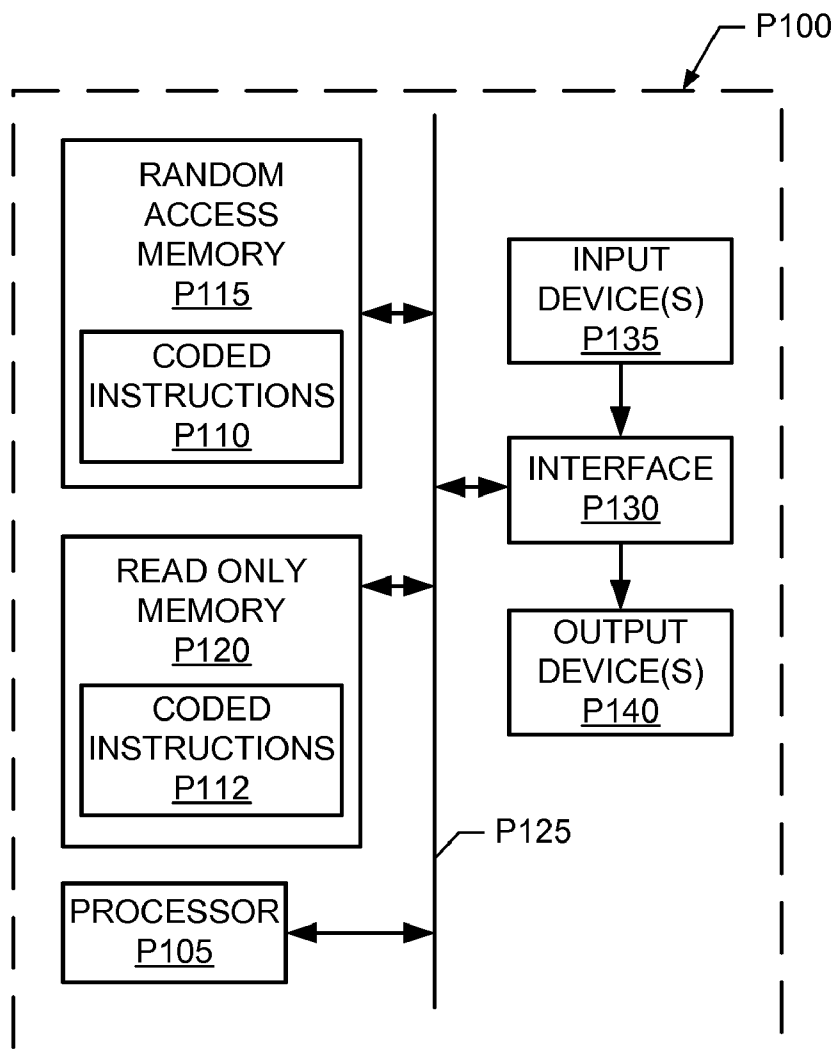 P100
RANDOM
ACCESS
MEMORY
P115
CODED
INSTRUCTIONS
P110
READ ONLY
MEMORY
P120
CODED
INSTRUCTIONS
P112
PROCESSOR
P105
INPUT
DEVICE(S)
P135
INTERFACE
P130
OUTPUT
DEVICE(S)
P140
P125